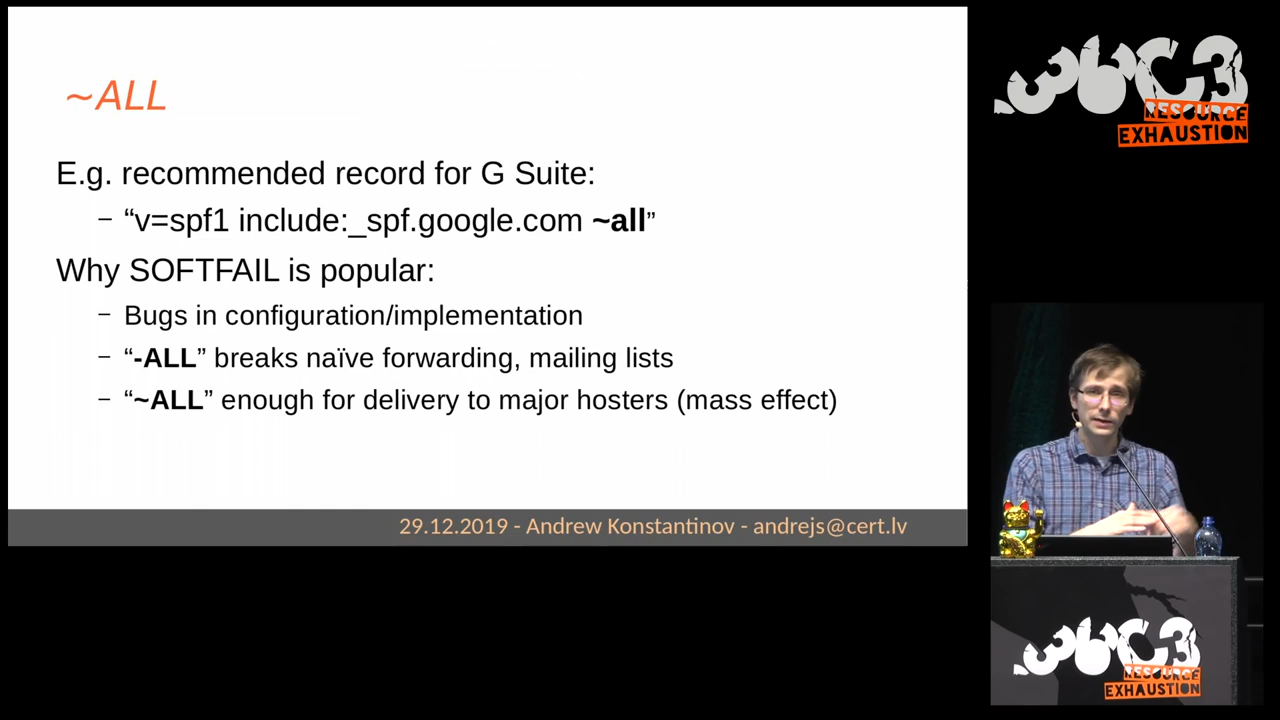 ~ALL
E.g. recommended record for G Suite:
– “v=spf1 include:_spf.google.com ~all”
Why SOFTFAIL is popular:
– Bugs in configuration/implementation
– “-ALL” breaks naïve forwarding, mailing lists
– “~ALL” enough for delivery to major hosters (mass effect)
29.12.2019 - Andrew Konstantinov - andrejs@cert.lv
36C3
RESOURCE
EXHAUSTION
36C3
RESOURCE
EXHAUSTION